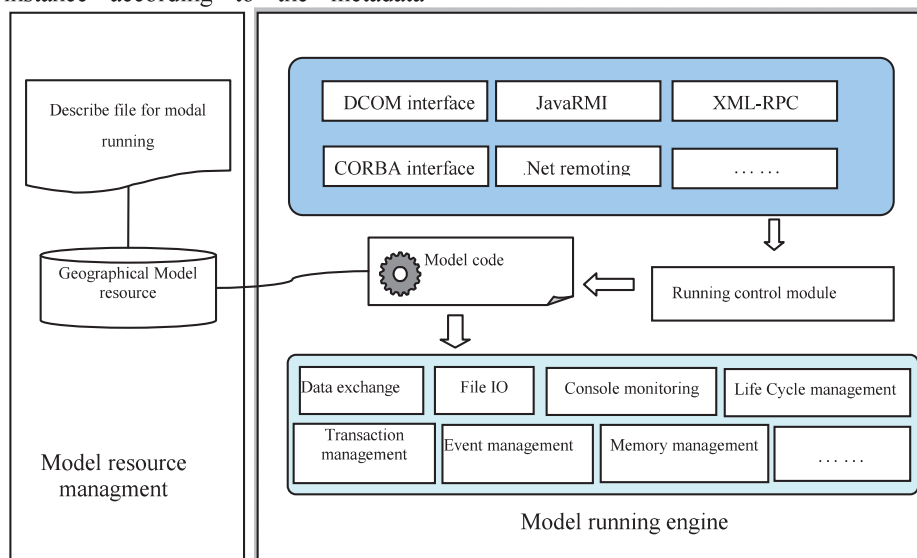 instance according to the metadata
Describe file for modal
running
Geographical Model
resource
Model resource
managment
DCOM interface
JavaRMI
XML-RPC
CORBA interface
.Net remoting
… …
Model code
Running control module
Data exchange
File IO
Console monitoring
Life Cycle management
Transaction
management
Event management
Memory management
… …
Model running engine